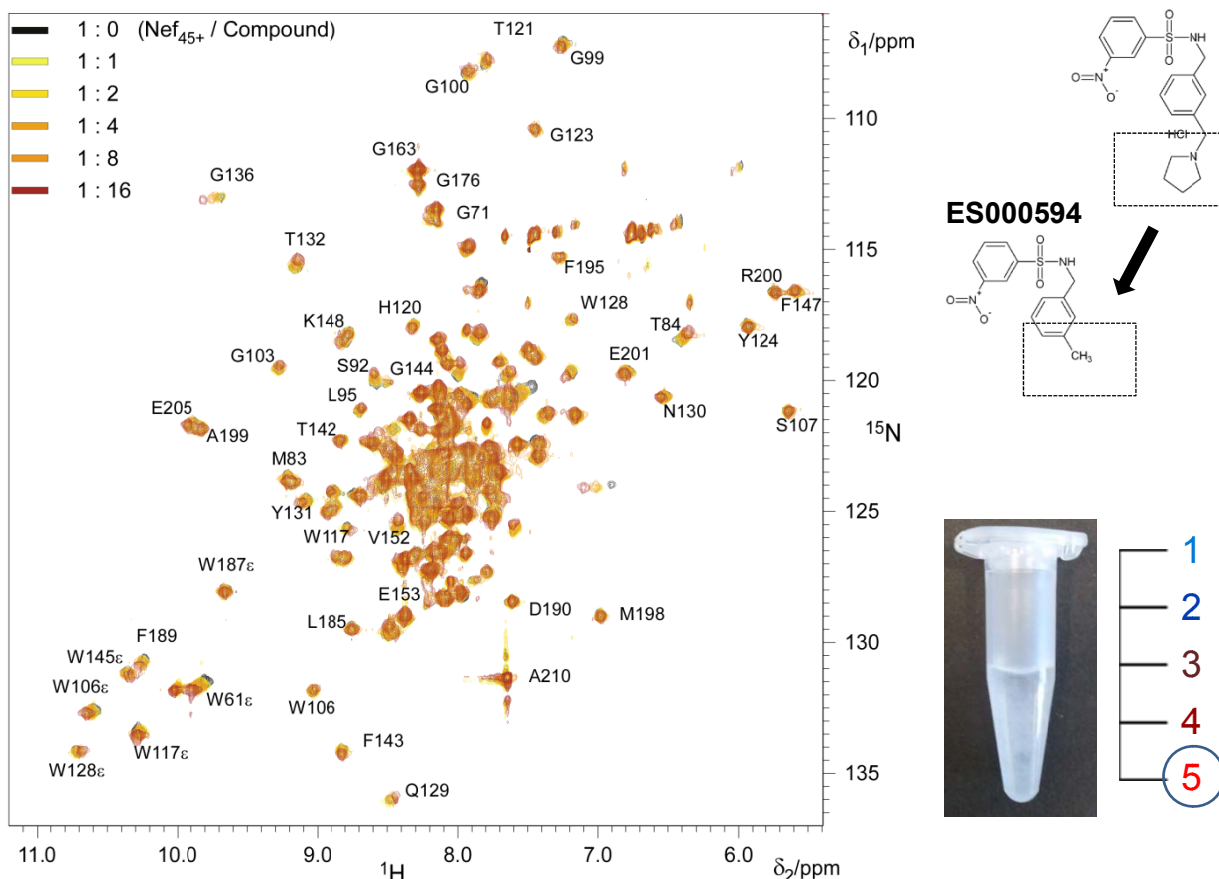 1 : 0 (Nef45+ / Compound)
1 : 1
1 : 2
1 : 4
1 : 8
1 : 16
T121
G99
G100
δ1/ppm
110
G123
G163
G176
G136
G71
T132
115
F195
R200
W128
F147
H120
T84
K148
Y124
G103
S92
G144
E201
120
L95
N130
S107
E205
A199
T142
15N
M83
Y131
125
W117
V152
W187ε
E153
D190
M198
L185
F189
130
W145ε
W106ε
W61ε
A210
W106
W117ε
F143
W128ε
Q129
135
11.0
10.0
9.0
8.0
7.0
6.0
1H
δ2/ppm
O
O
S
NH
N+
O
O-
HCl
N
ES000594
O
O
S
NH
N+
O
O-
CH3
1
2
3
4
5